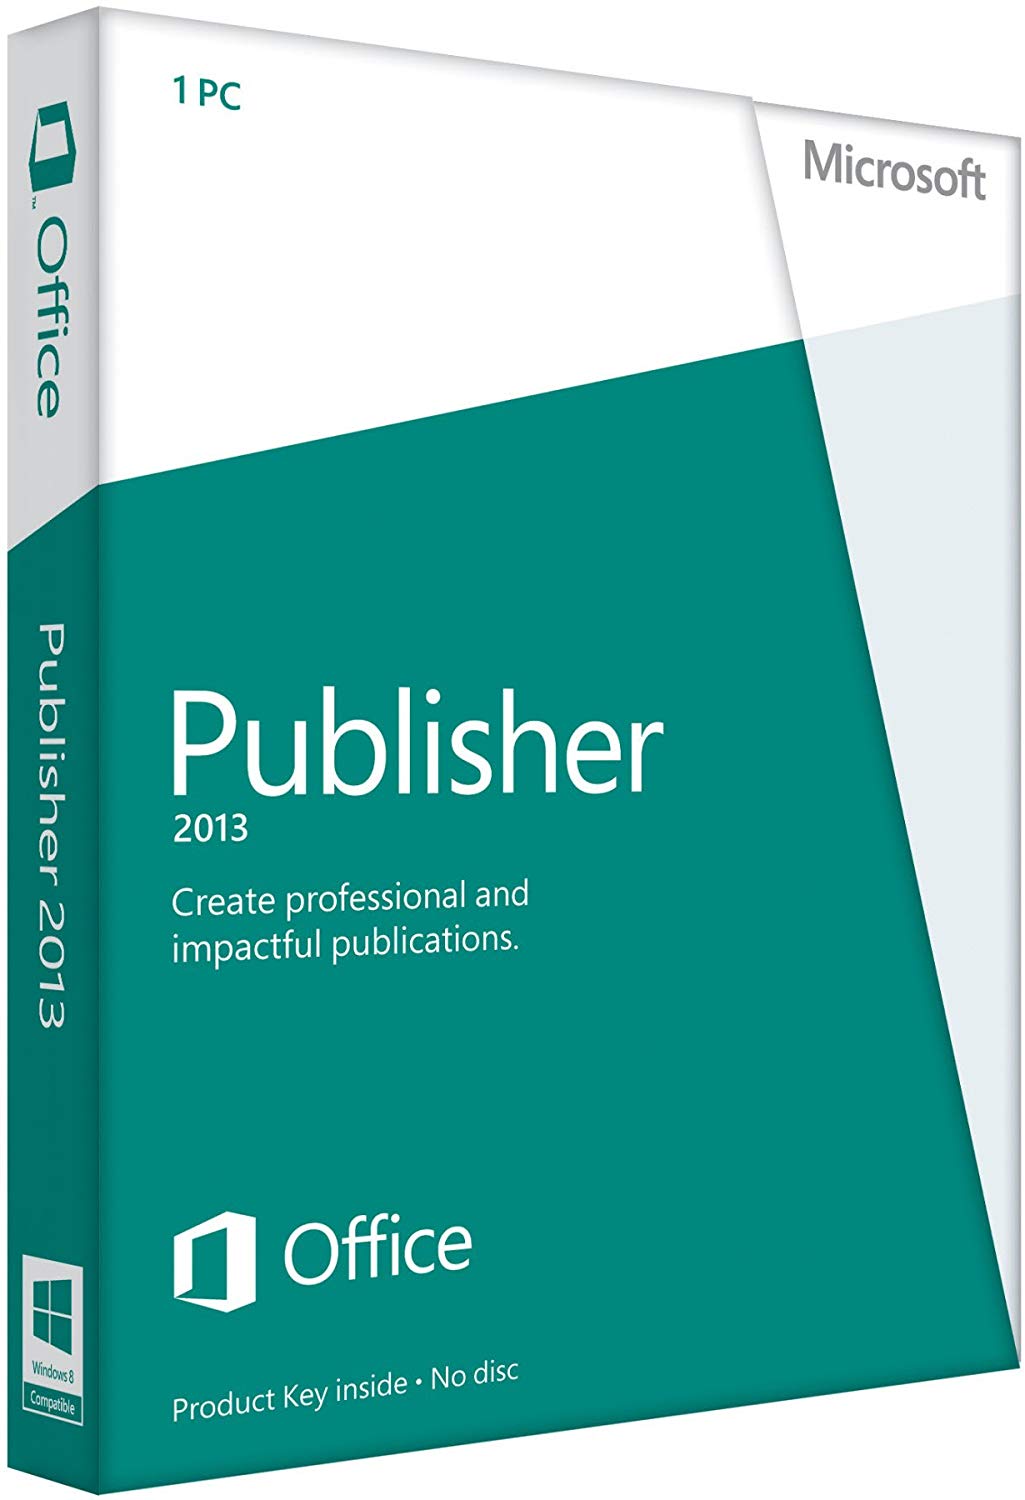 1 PC
Microsoft
Publisher
2013
Create professional and
impactful publications.
Office
Product Key inside • No disc
TM
Office
Publisher 2013
Windows 8
Compatible